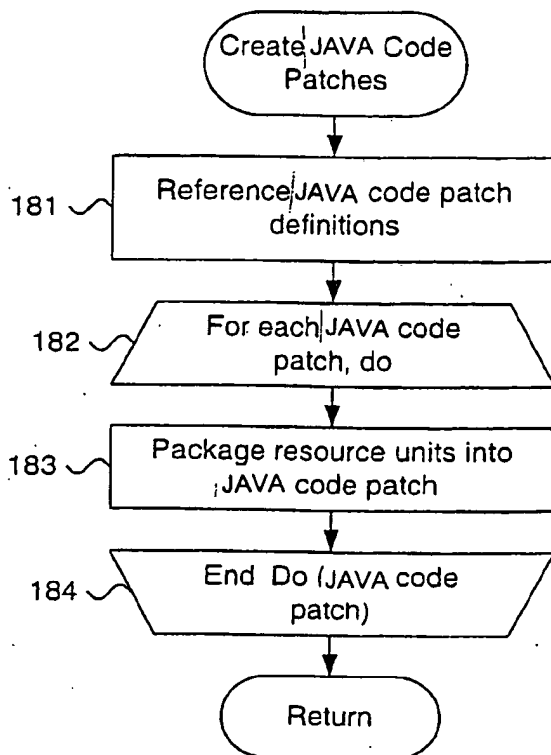 Create JAVA Code
Patches
181
Reference JAVA code patch
definitions
182
For each JAVA code
patch, do
183
Package resource units into
JAVA code patch
184
End Do (JAVA code
patch)
Return